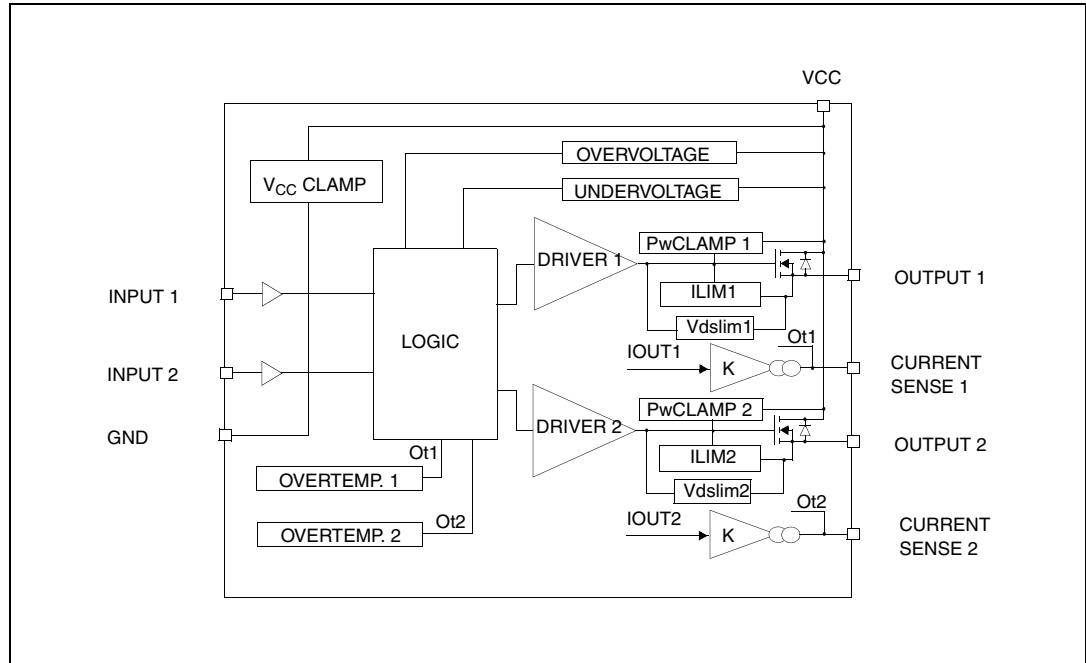 VCC
OVERVOLTAGE
VCC CLAMP
UNDERVOLTAGE
PwCLAMP 1
DRIVER 1
OUTPUT 1
INPUT 1
ILIM1
Vdslim1
LOGIC
Ot1
IOUT1
K
CURRENT
SENSE 1
INPUT 2
PwCLAMP 2
DRIVER 2
GND
OUTPUT 2
Ot1
ILIM2
OVERTEMP. 1
Vdslim2
Ot2
Ot2
IOUT2
OVERTEMP. 2
K
CURRENT
SENSE 2